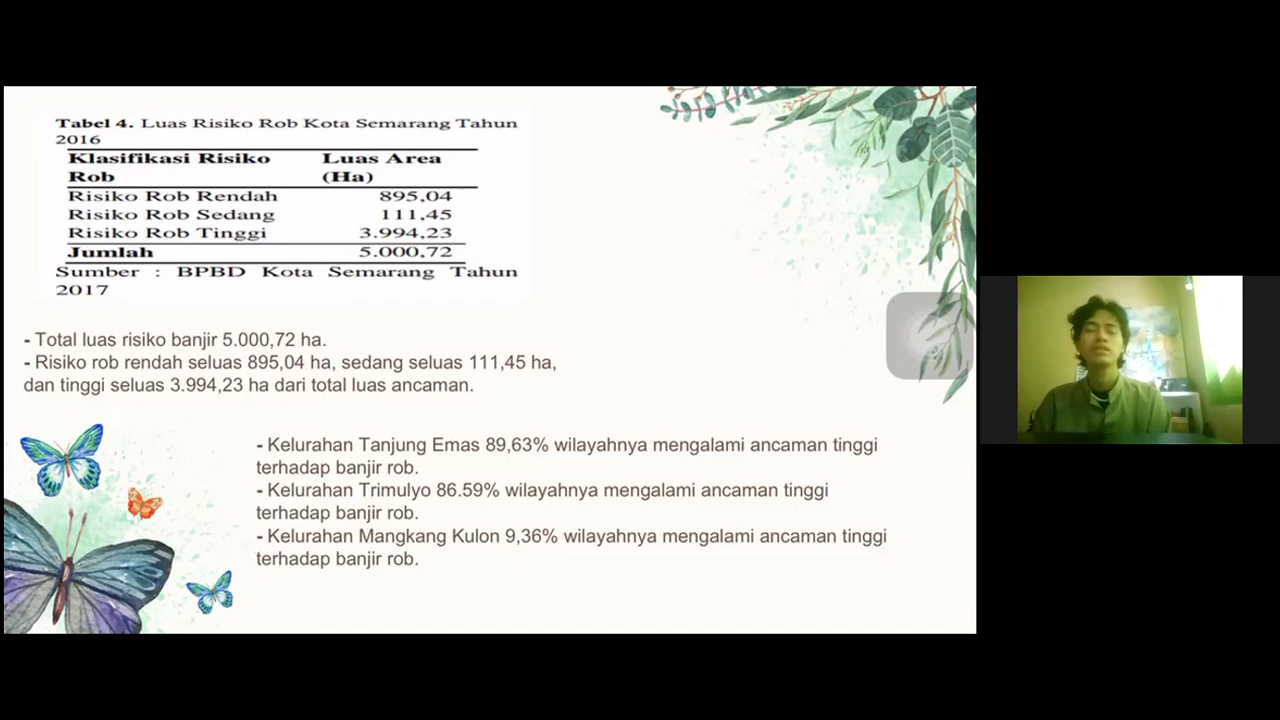 Tabel 4. Luas Risiko Rob Kota Semarang Tahun
2016
Klasifikasi Risiko Luas Area
Rob (Ha)
Risiko Rob Rendah 895,04
Risiko Rob Sedang 111,45
Risiko Rob Tinggi 3.994,23
Jumlah 5.000,72
Sumber : BPBD Kota Semarang Tahun
2017
- Total luas risiko banjir 5.000,72 ha.
- Risiko rob rendah seluas 895,04 ha, sedang seluas 111,45 ha,
dan tinggi seluas 3.994,23 ha dari total luas ancaman.
- Kelurahan Tanjung Emas 89,63% wilayahnya mengalami ancaman tinggi
terhadap banjir rob.
- Kelurahan Trimulyo 86.59% wilayahnya mengalami ancaman tinggi
terhadap banjir rob.
- Kelurahan Mangkang Kulon 9,36% wilayahnya mengalami ancaman tinggi
terhadap banjir rob.